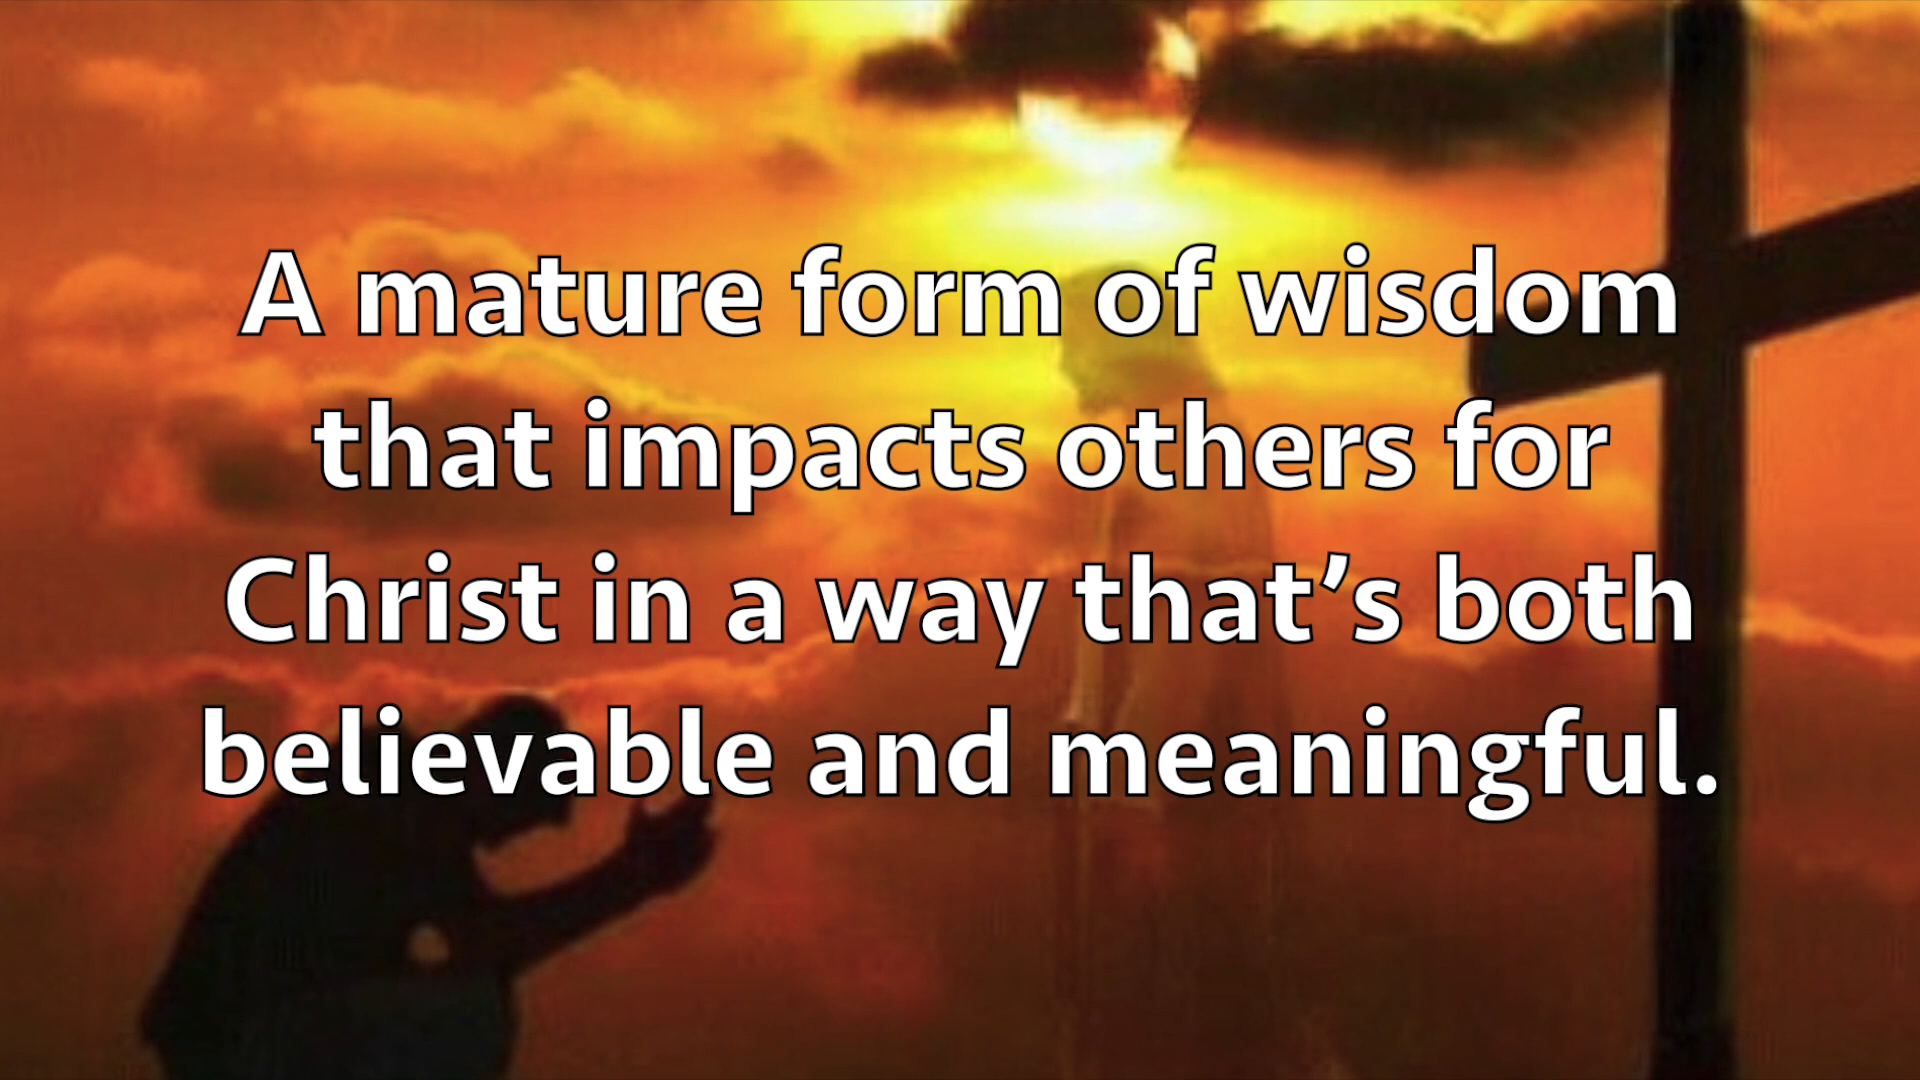 A mature form of wisdom
that impacts others for
Christ in a way that’s both
believable and meaningful.